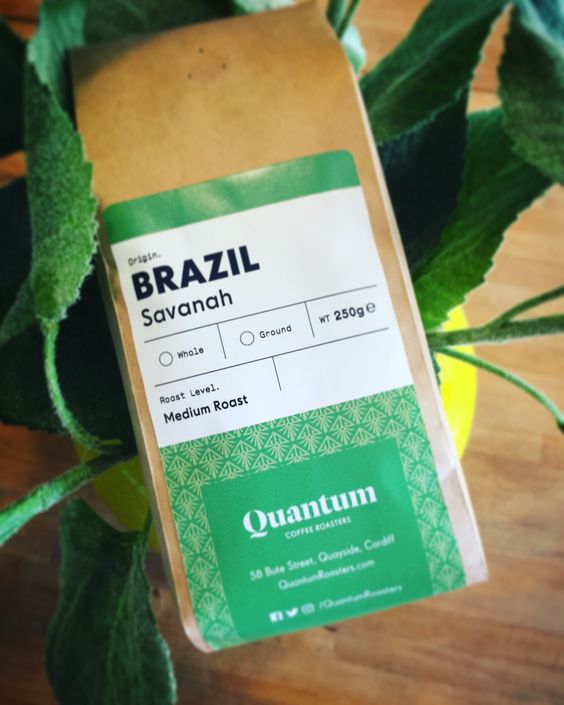 Origin.
BRAZIL
Savanah
Whole
Ground
WT 250g ℮
Roast Level.
Medium Roast
Quantum
COFFEE ROASTERS
58 Bute Street, Quayside, Cardiff
QuantumRoasters.com
/QuantumRoasters